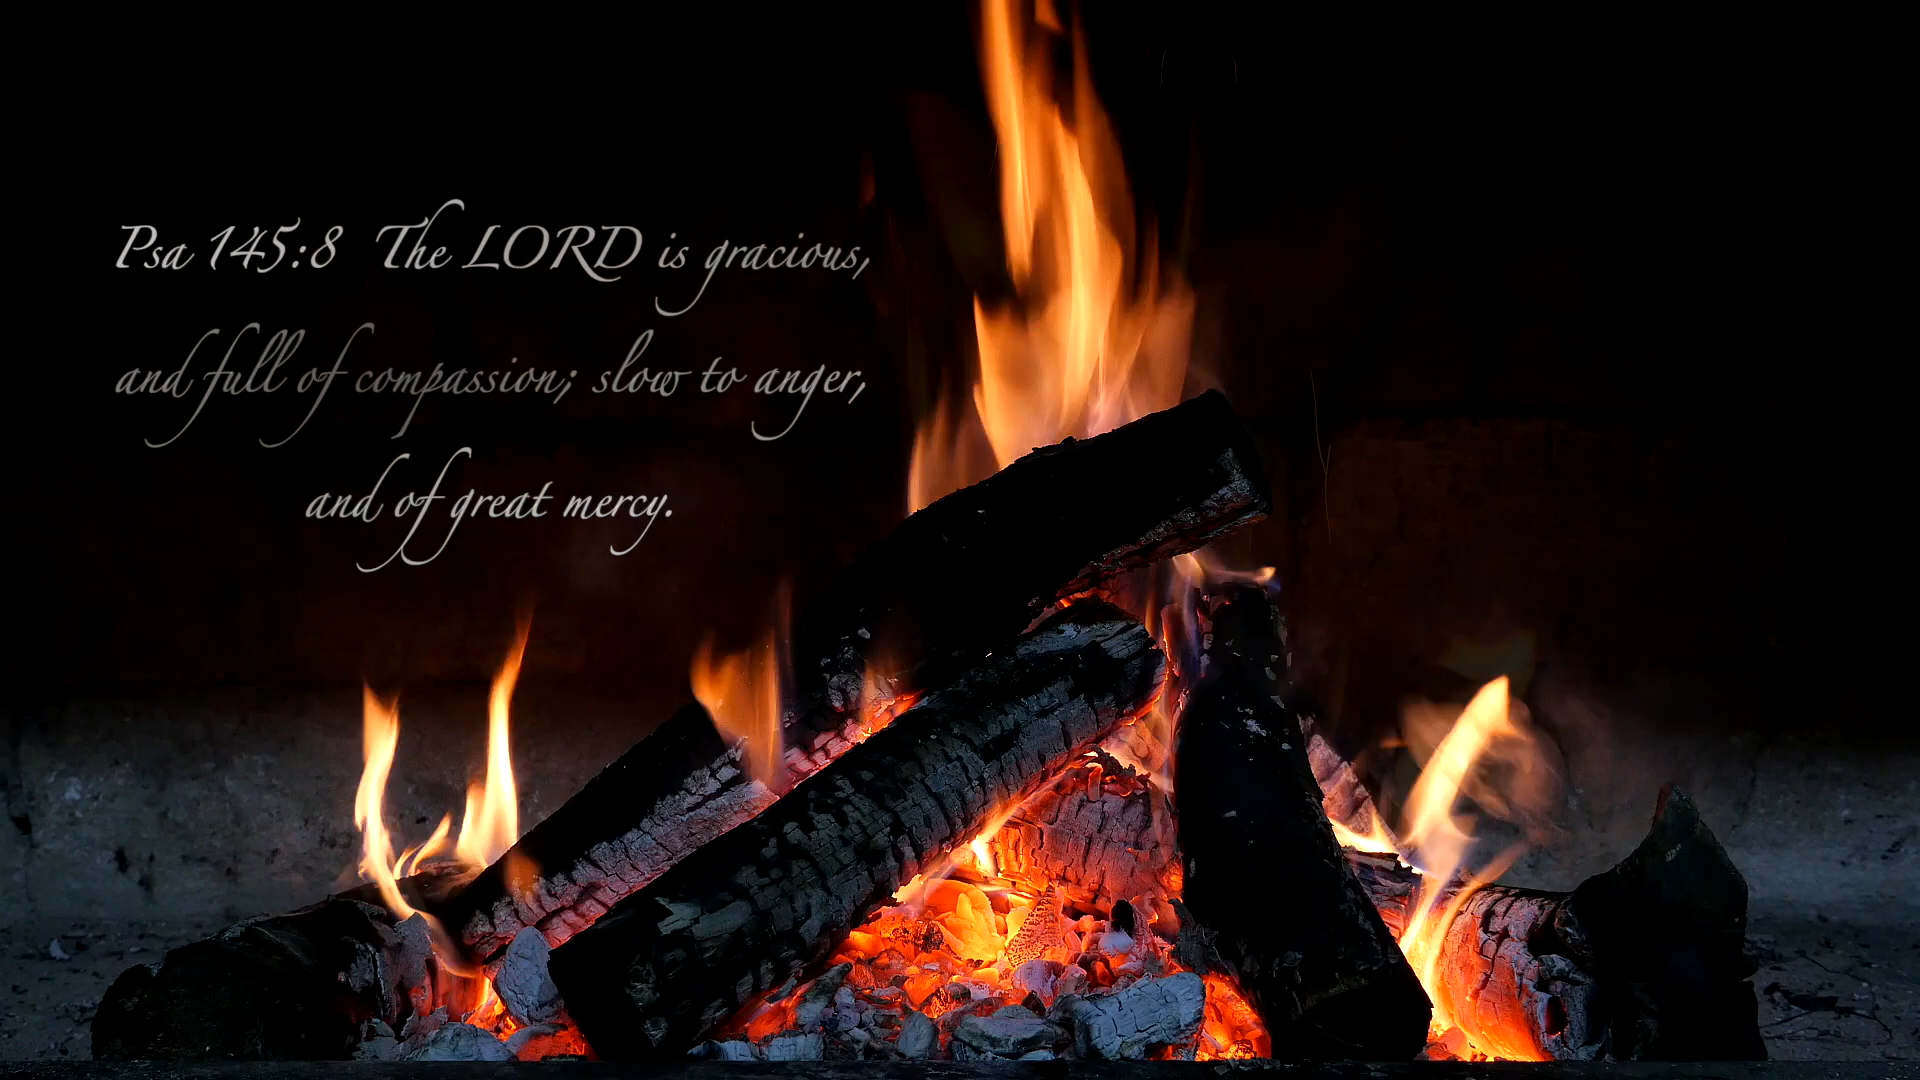 Psa 145:8 The LORD is gracious,
and full of compassion; slow to anger,
and of great mercy.